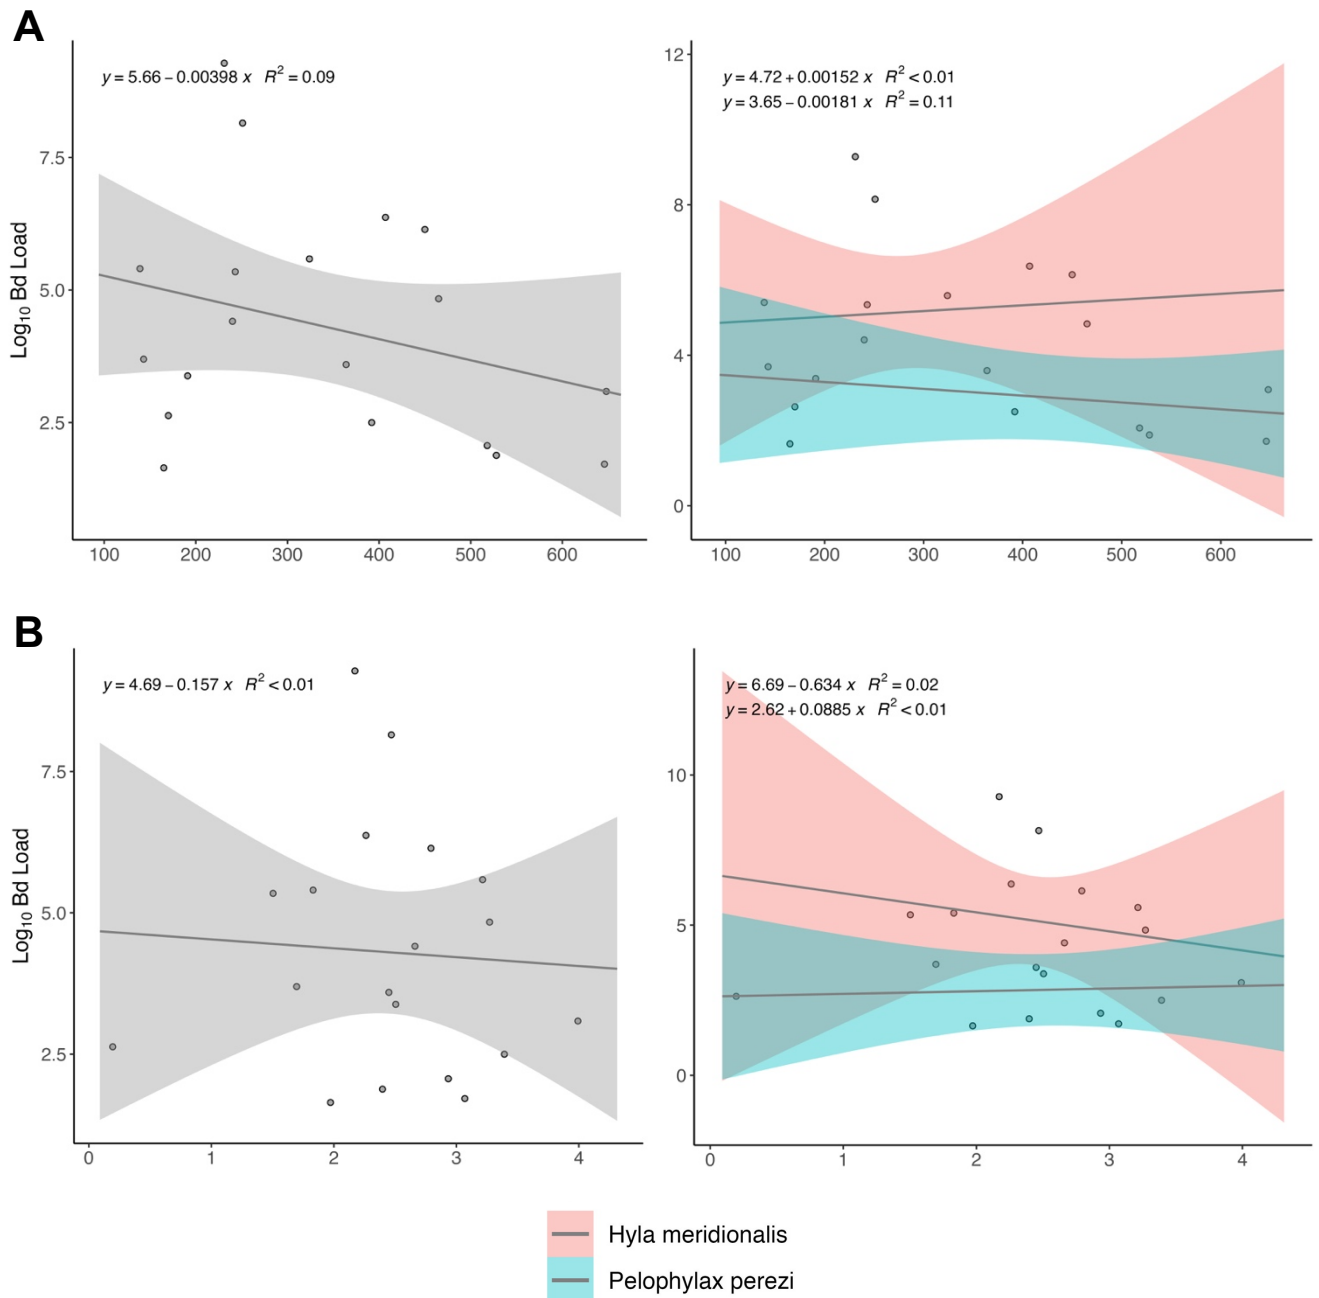 A
y = 5.66 − 0.00398 x R² = 0.09
y = 4.72 + 0.00152 x R² < 0.01
y = 3.65 − 0.00181 x R² = 0.11
Log₁₀ Bd Load
7.5
5.0
2.5
100 200 300 400 500 600
12
8
4
0
100 200 300 400 500 600
B
y = 4.69 − 0.157 x R² < 0.01
y = 6.69 − 0.634 x R² = 0.02
y = 2.62 + 0.0885 x R² < 0.01
Log₁₀ Bd Load
7.5
5.0
2.5
0 1 2 3 4
10
5
0
0 1 2 3 4
Hyla meridionalis
Pelophylax perezi